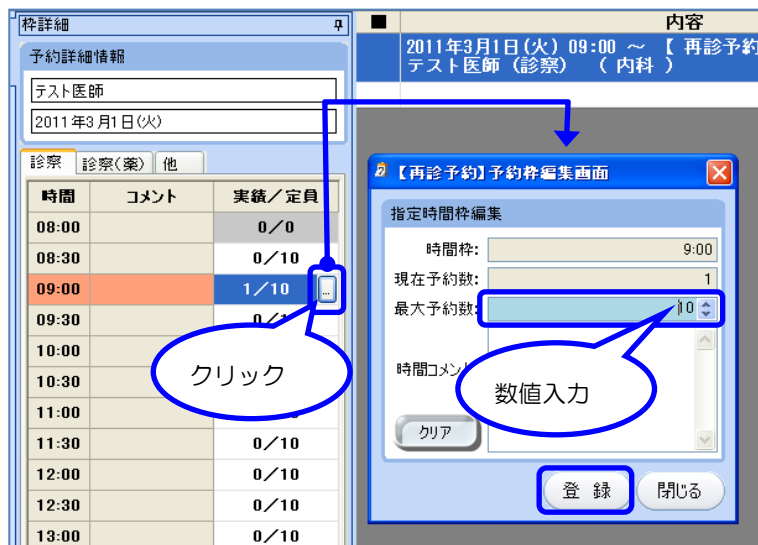 枠詳細
予約詳細情報
テスト医師
2011年3月1日(火)
診察 診察(薬) 他
時間 コメント 実績／定員
08:00 0／0
08:30 0／10
09:00 1／10 ...
09:30
10:00
10:30
11:00
11:30 0／10
12:00 0／10
12:30 0／10
13:00 0／10
クリック
■ 内容
2011年3月1日(火) 09:00 ～ 【 再診予約
テスト医師（診察） （ 内科 ）
【再診予約】予約枠編集画面
指定時間枠編集
時間枠: 9:00
現在予約数: 1
最大予約数: 10
時間コメント
数値入力
クリア
登 録 閉じる